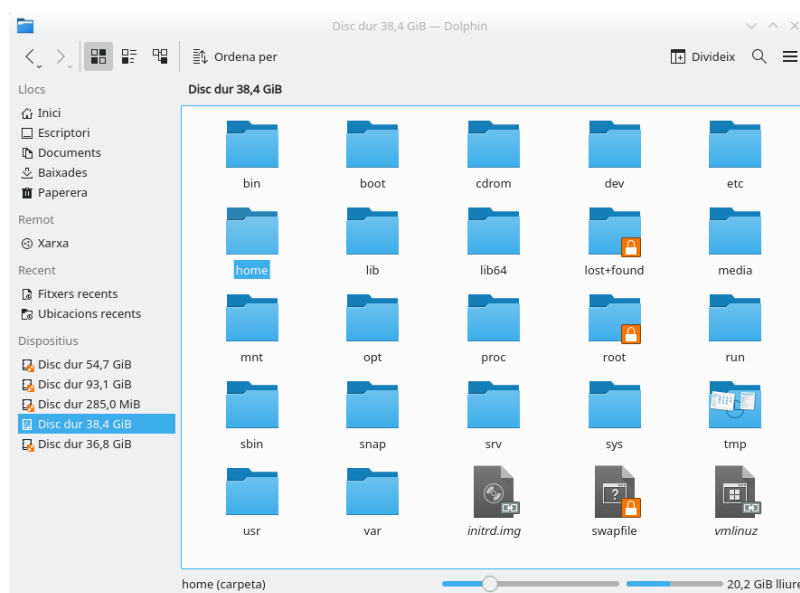 Disc dur 38,4 GiB — Dolphin
Ordena per
Divideix
Llocs
Inici
Escriptori
Documents
Baixades
Paperera
Remot
Xarxa
Recent
Fitxers recents
Ubicacions recents
Dispositius
Disc dur 54,7 GiB
Disc dur 93,1 GiB
Disc dur 285,0 MiB
Disc dur 38,4 GiB
Disc dur 36,8 GiB
Disc dur 38,4 GiB
bin boot cdrom dev etc
home lib lib64 lost+found media
mnt opt proc root run
sbin snap srv sys tmp
usr var initrd.img swapfile vmlinuz
home (carpeta)
20,2 GiB lliure